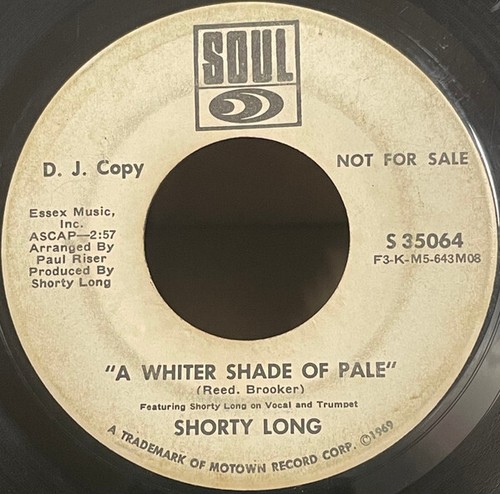 SOUL
D. J. Copy
NOT FOR SALE
Essex Music,
Inc.
ASCAP—2:57
Arranged By
Paul Riser
Produced By
Shorty Long
S 35064
F3-K-M5-643M08
"A WHITER SHADE OF PALE"
(Reed. Brooker)
Featuring Shorty Long on Vocal and Trumpet
SHORTY LONG
A TRADEMARK OF MOTOWN RECORD CORP. ©1969